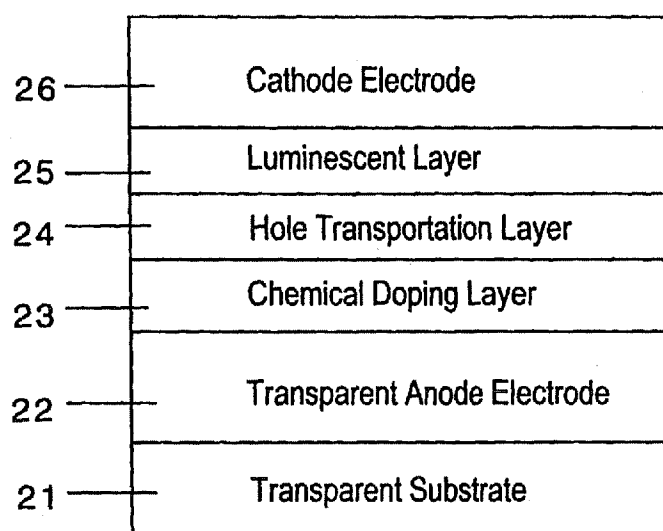 26 Cathode Electrode
25 Luminescent Layer
24 Hole Transportation Layer
23 Chemical Doping Layer
22 Transparent Anode Electrode
21 Transparent Substrate